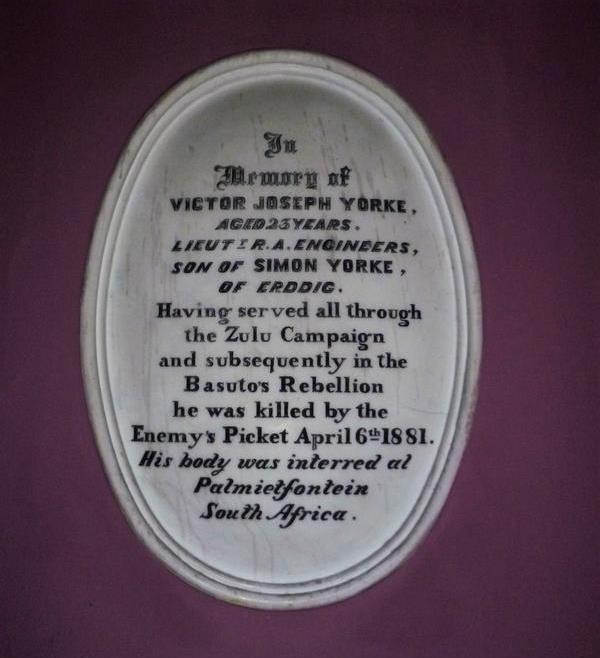 In
Memory of
VICTOR JOSEPH YORKE,
AGED 23 YEARS.
LIEUT.T R.A. ENGINEERS,
SON OF SIMON YORKE,
OF ERDDIG.
Having served all through
the Zulu Campaign
and subsequently in the
Basuto's Rebellion
he was killed by the
Enemy's Picket April 6th 1881.
His body was interred at
Palmietfontein
South Africa.